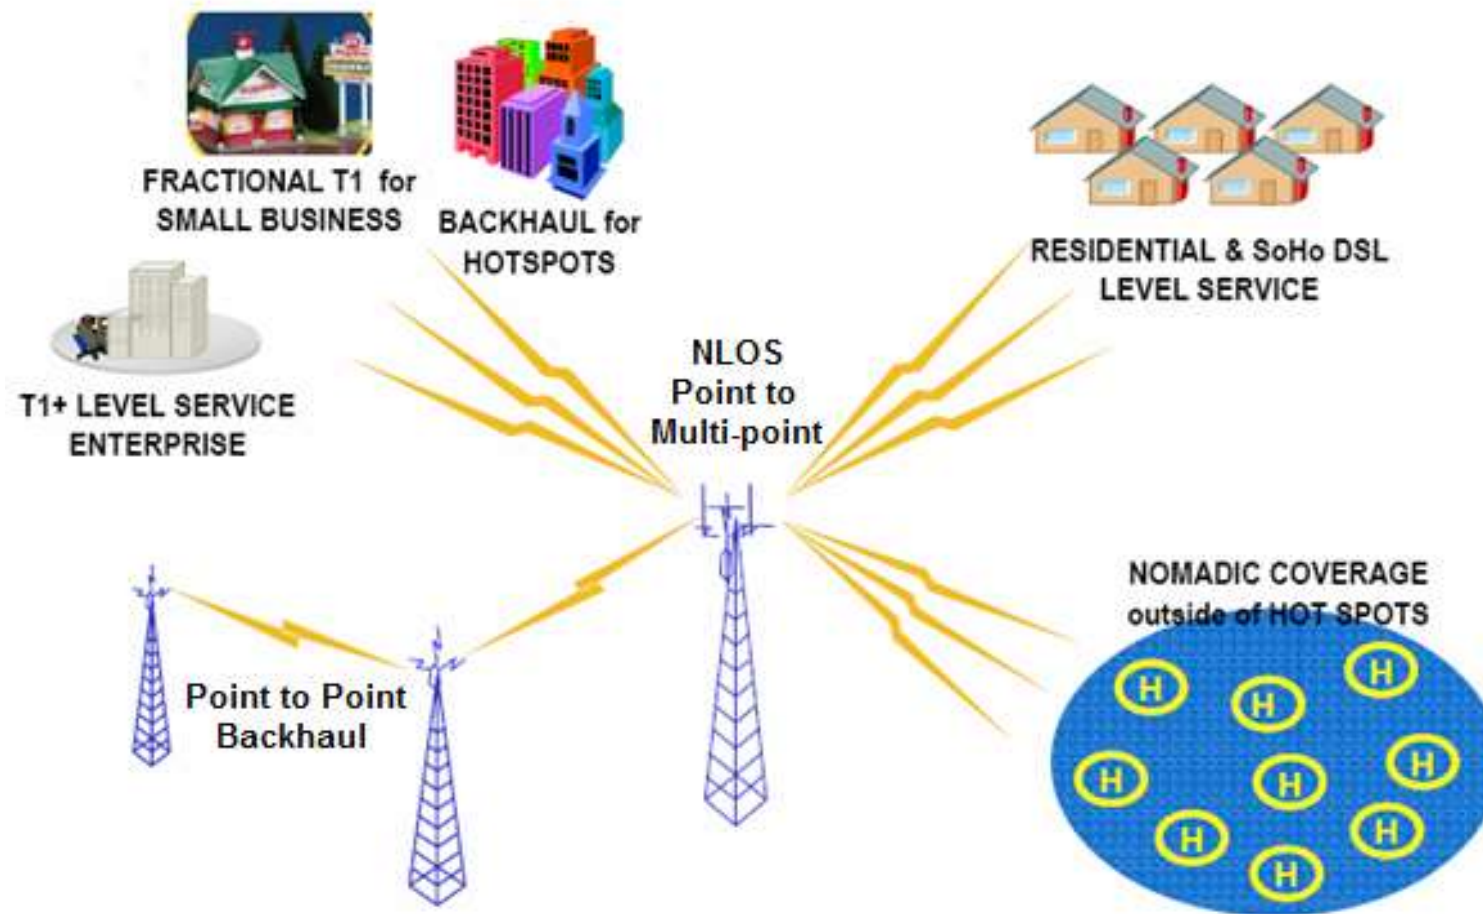 FRACTIONAL T1 for
SMALL BUSINESS
BACKHAUL for
HOTSPOTS
RESIDENTIAL & SoHo DSL
LEVEL SERVICE
T1+ LEVEL SERVICE
ENTERPRISE
NLOS
Point to
Multi-point
Point to Point
Backhaul
NOMADIC COVERAGE
outside of HOT SPOTS
H
H
H
H
H
H
H
H
H